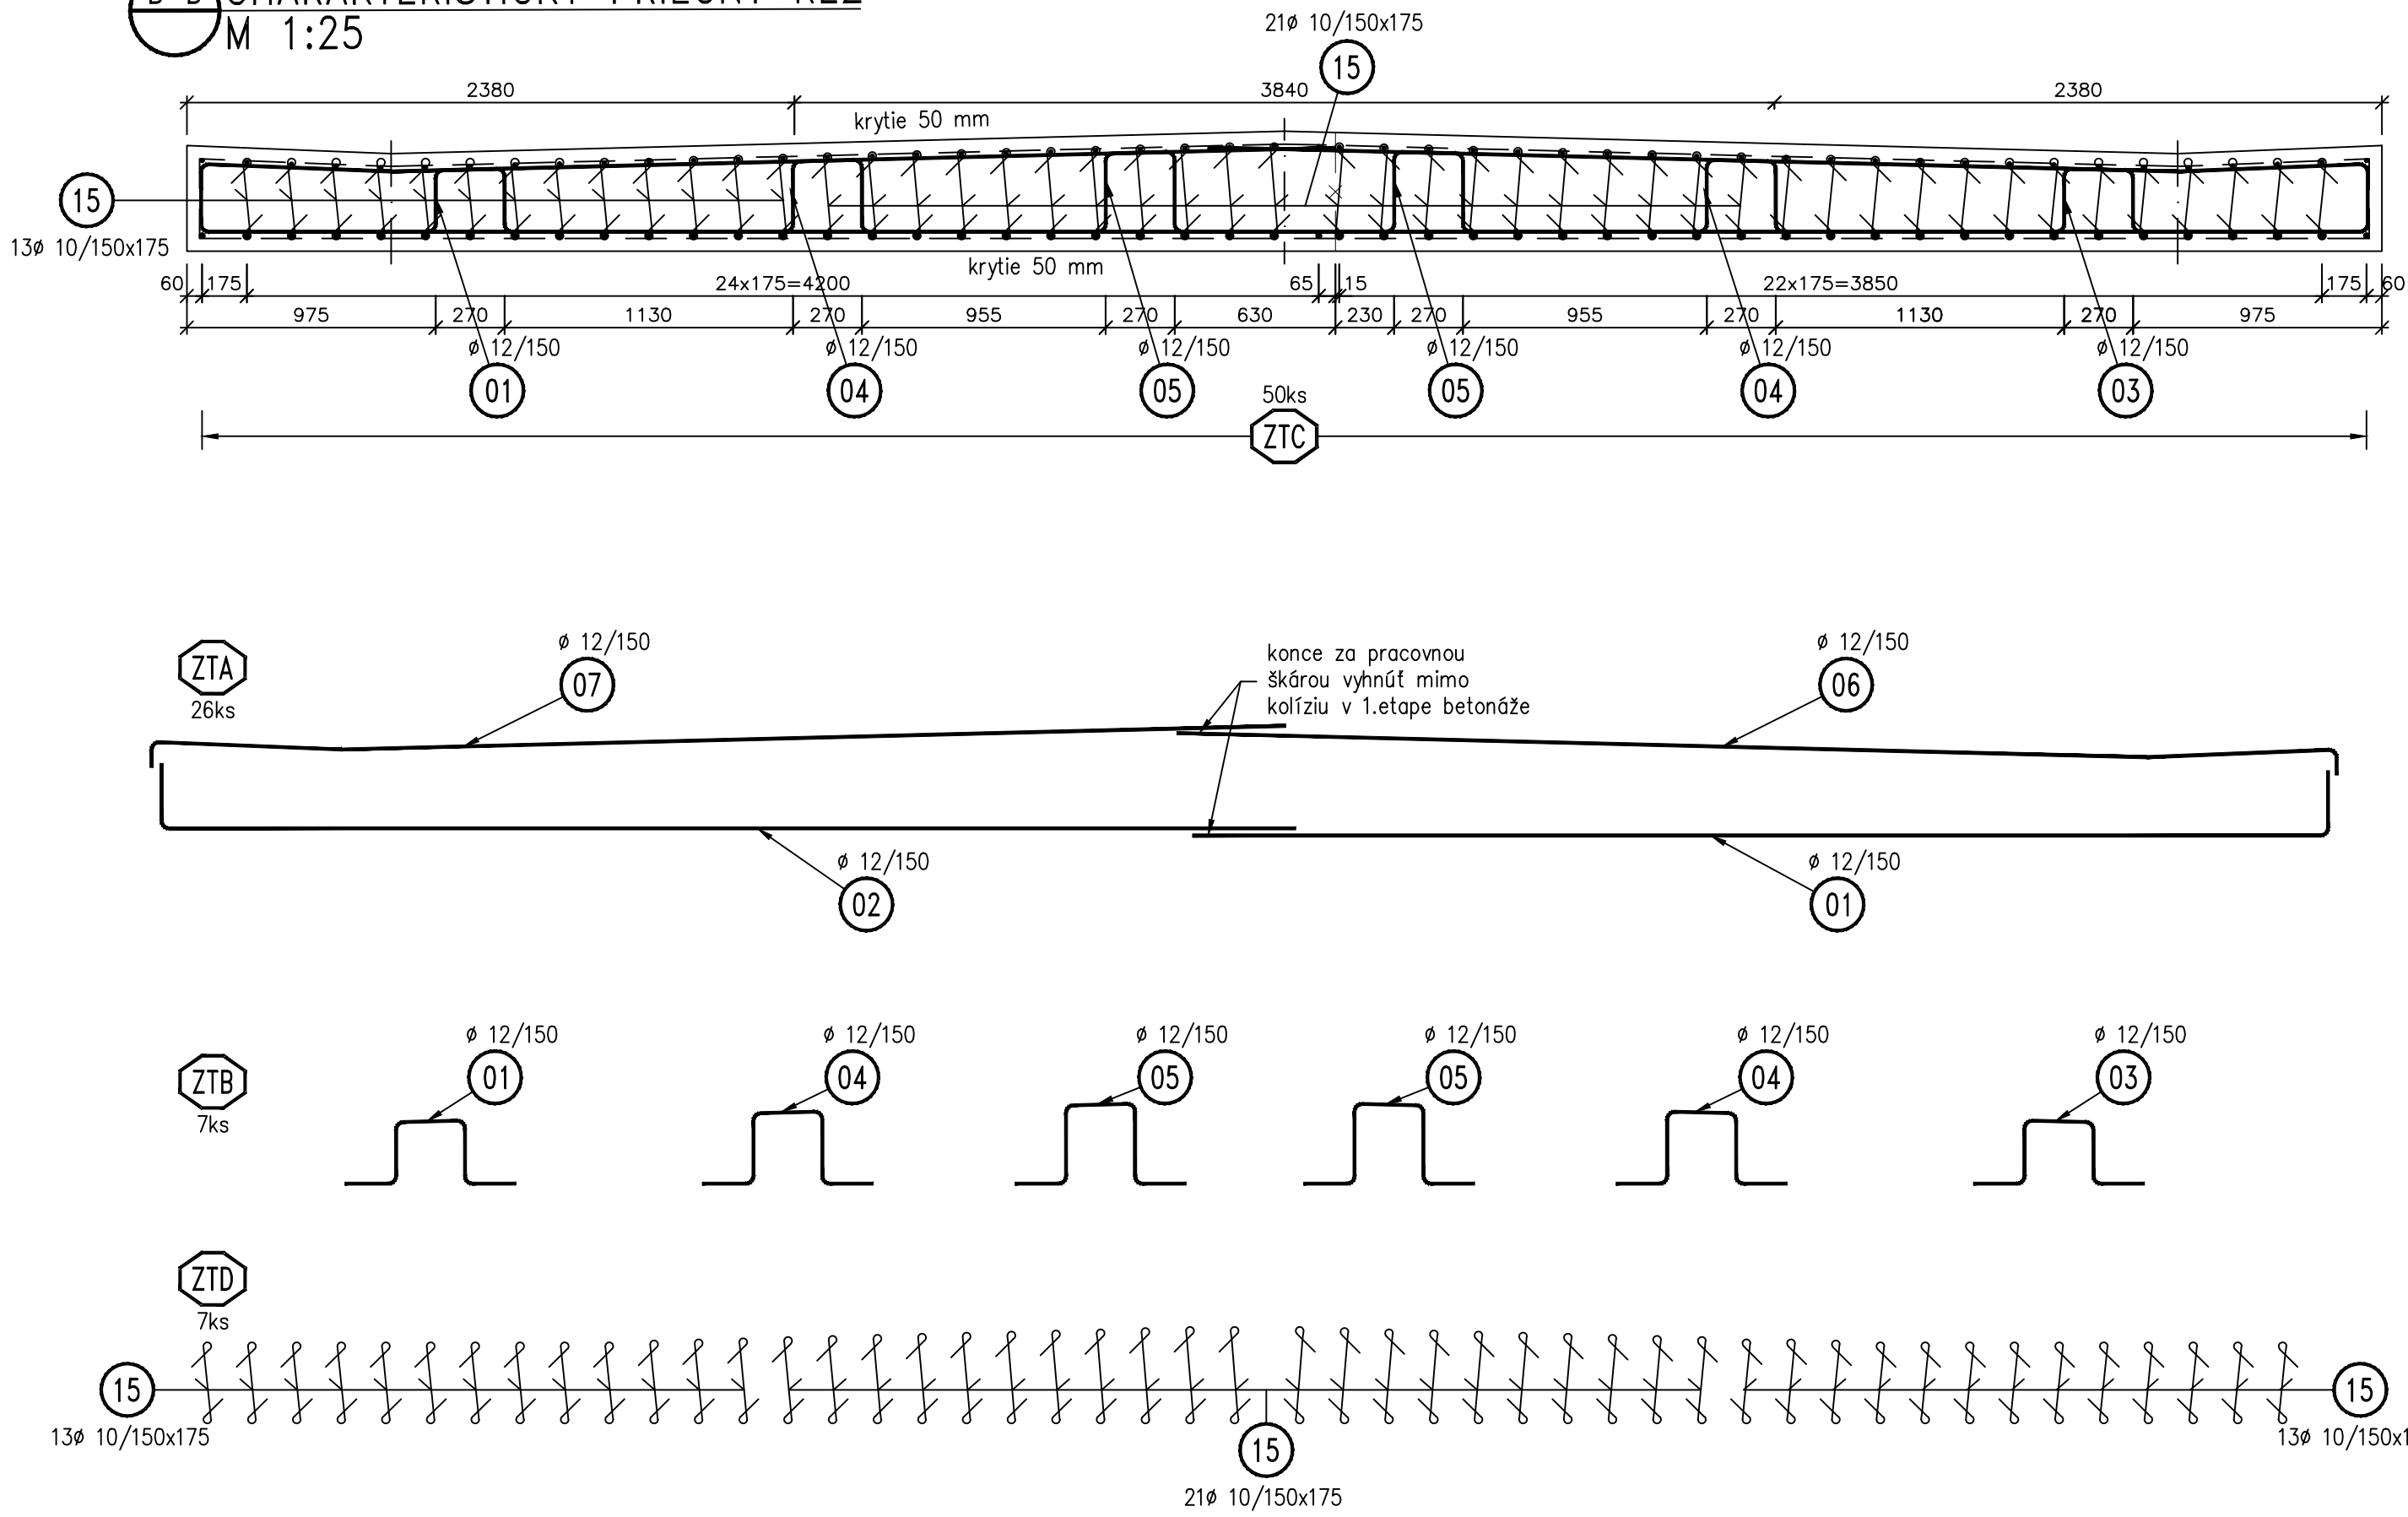 M 1:25
21ø 10/150x175
15
2380
3840
2380
krytie 50 mm
15
13ø 10/150x175
krytie 50 mm
60
175
24x175=4200
65
15
22x175=3850
175
60
975
270
1130
270
955
270
630
230
270
955
270
1130
270
975
ø 12/150
ø 12/150
ø 12/150
ø 12/150
ø 12/150
ø 12/150
01
04
05
05
04
03
50ks
ZTC
ZTA
26ks
ø 12/150
07
konce za pracovnou
škárou vyhnúť mimo
kolíziu v 1.etape betonáže
ø 12/150
06
ø 12/150
02
ø 12/150
01
ZTB
7ks
ø 12/150
01
ø 12/150
04
ø 12/150
05
ø 12/150
05
ø 12/150
04
ø 12/150
03
ZTD
7ks
15
13ø 10/150x175
15
21ø 10/150x175
15
13ø 10/150x1